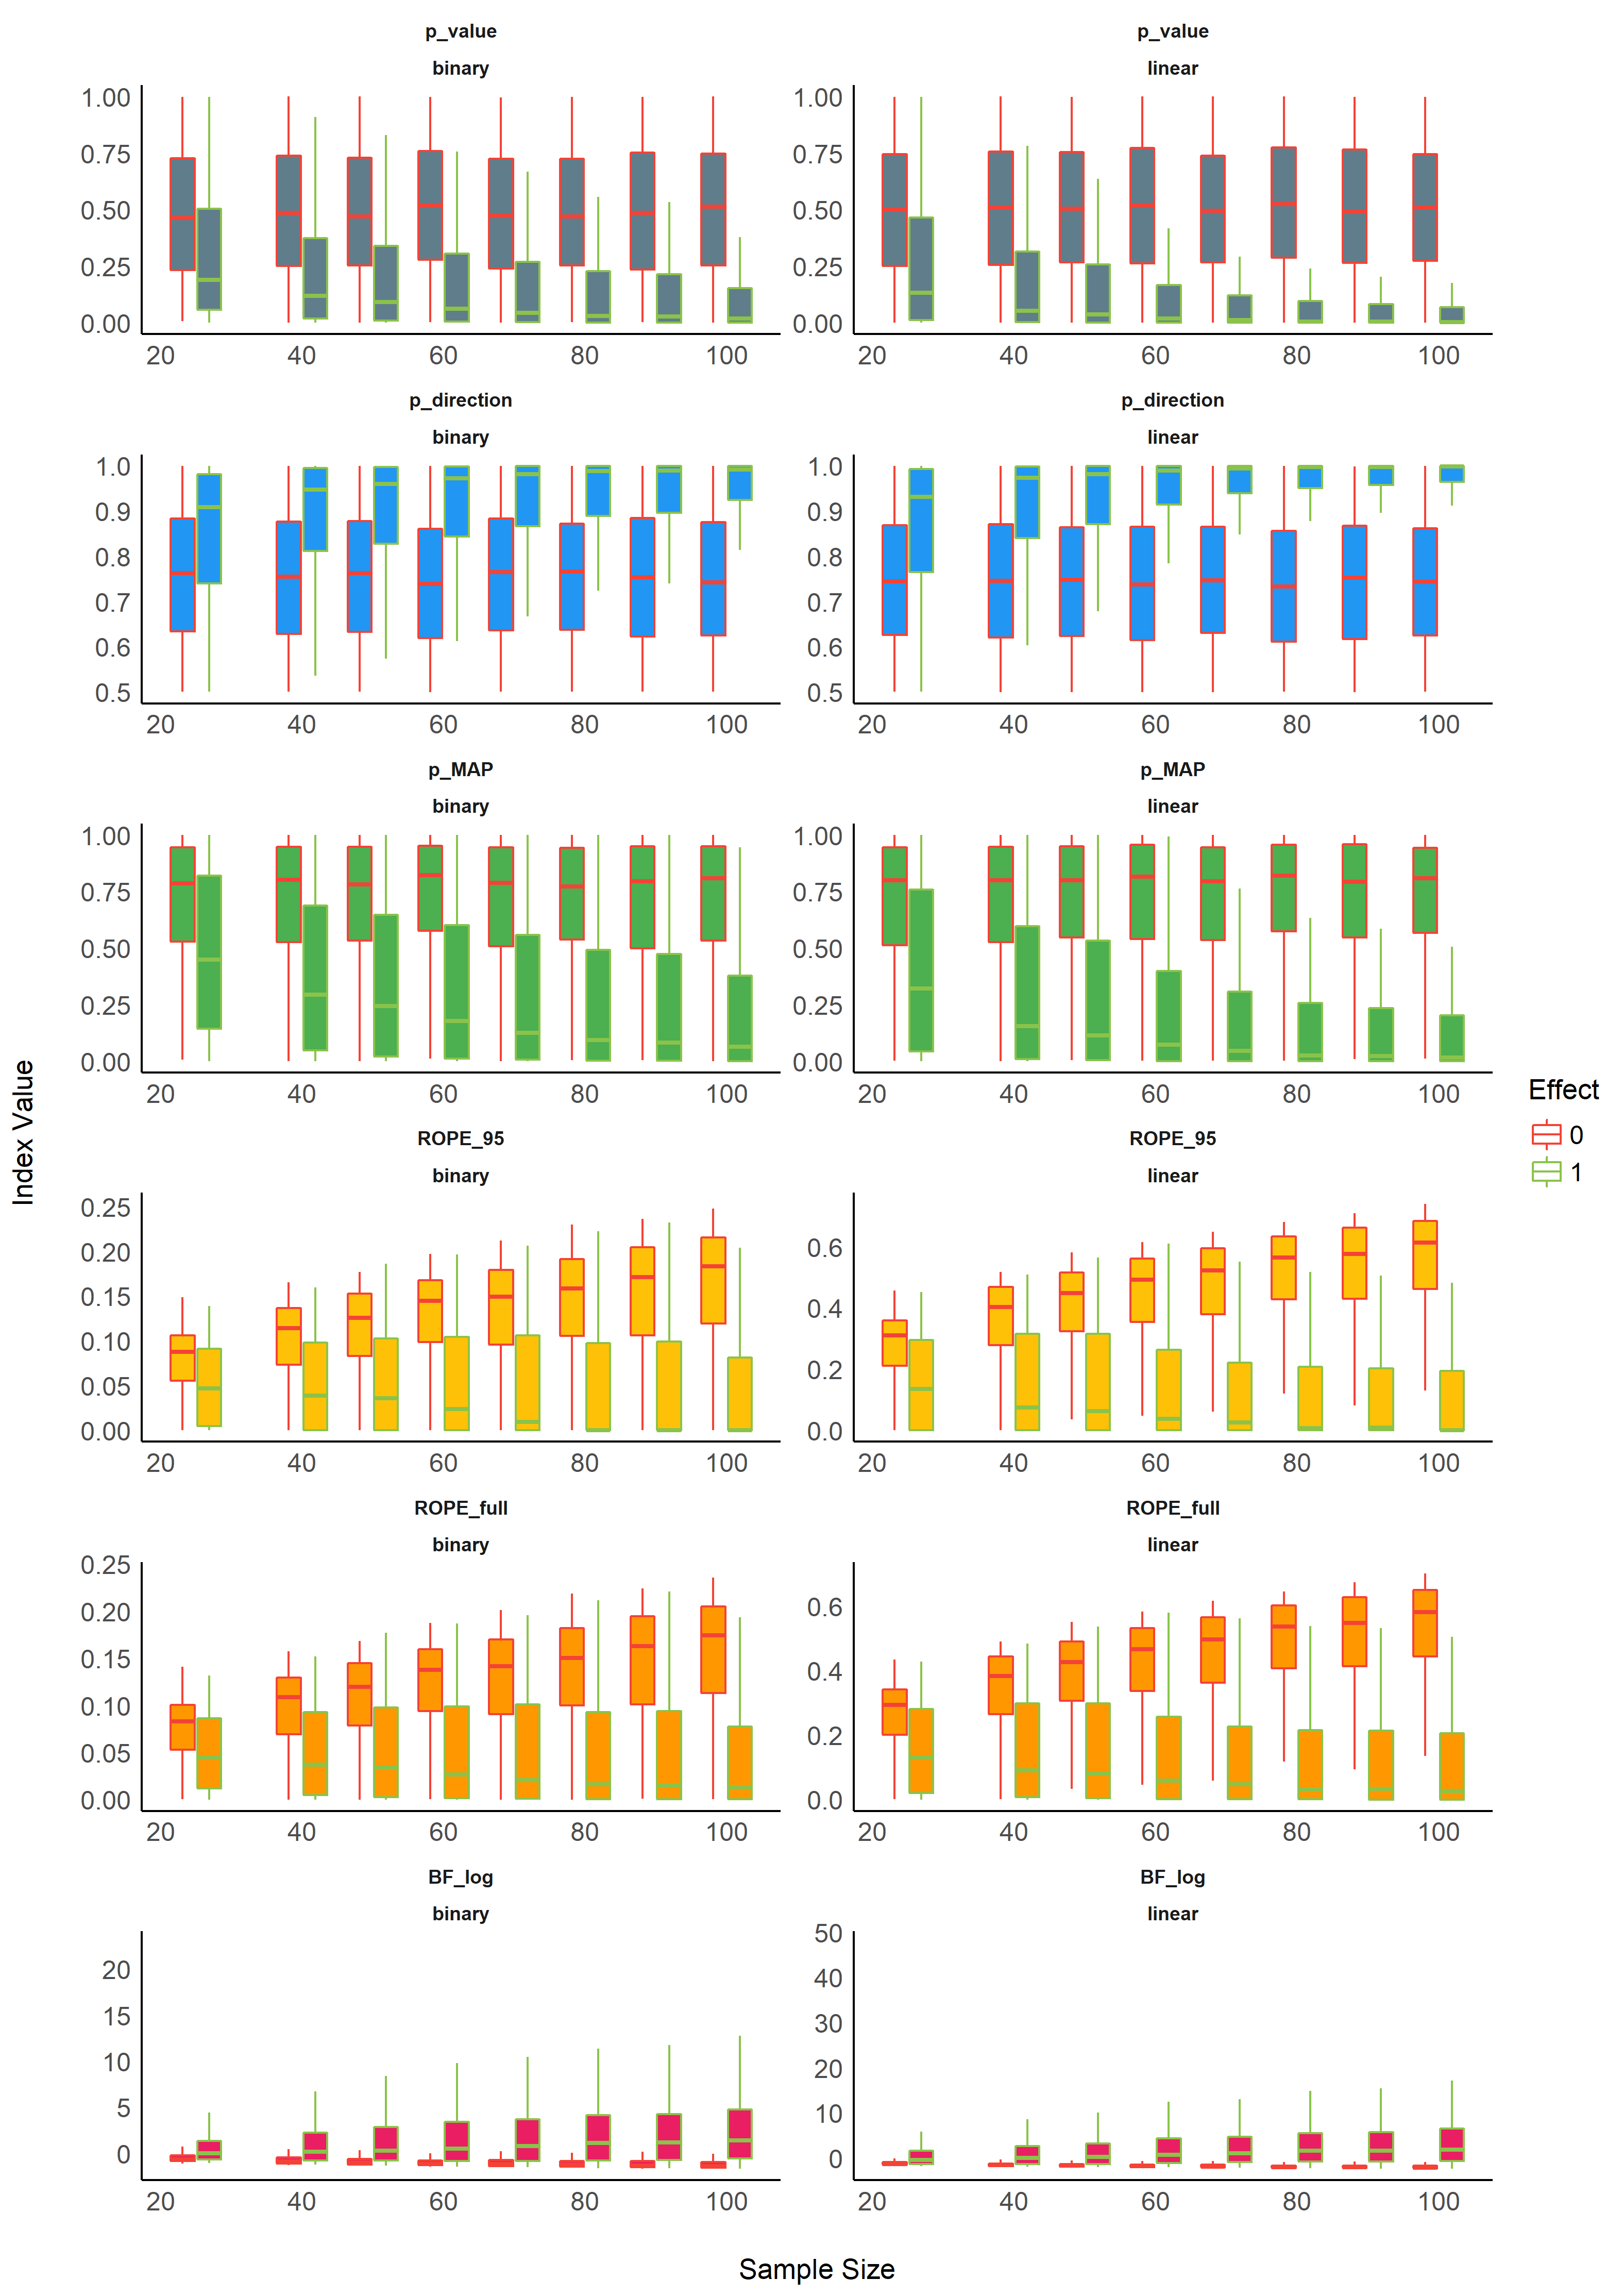 p_value
binary
1.00
0.75
0.50
0.25
0.00
20 40 60 80 100
p_value
linear
1.00
0.75
0.50
0.25
0.00
20 40 60 80 100
p_direction
binary
1.0
0.9
0.8
0.7
0.6
0.5
20 40 60 80 100
p_direction
linear
1.0
0.9
0.8
0.7
0.6
0.5
20 40 60 80 100
p_MAP
binary
1.00
0.75
0.50
0.25
0.00
20 40 60 80 100
p_MAP
linear
1.00
0.75
0.50
0.25
0.00
20 40 60 80 100
ROPE_95
binary
0.25
0.20
0.15
0.10
0.05
0.00
20 40 60 80 100
ROPE_95
linear
0.6
0.4
0.2
0.0
20 40 60 80 100
ROPE_full
binary
0.25
0.20
0.15
0.10
0.05
0.00
20 40 60 80 100
ROPE_full
linear
0.6
0.4
0.2
0.0
20 40 60 80 100
BF_log
binary
20
15
10
5
0
20 40 60 80 100
BF_log
linear
50
40
30
20
10
0
20 40 60 80 100
Index Value
Sample Size
Effect
0
1